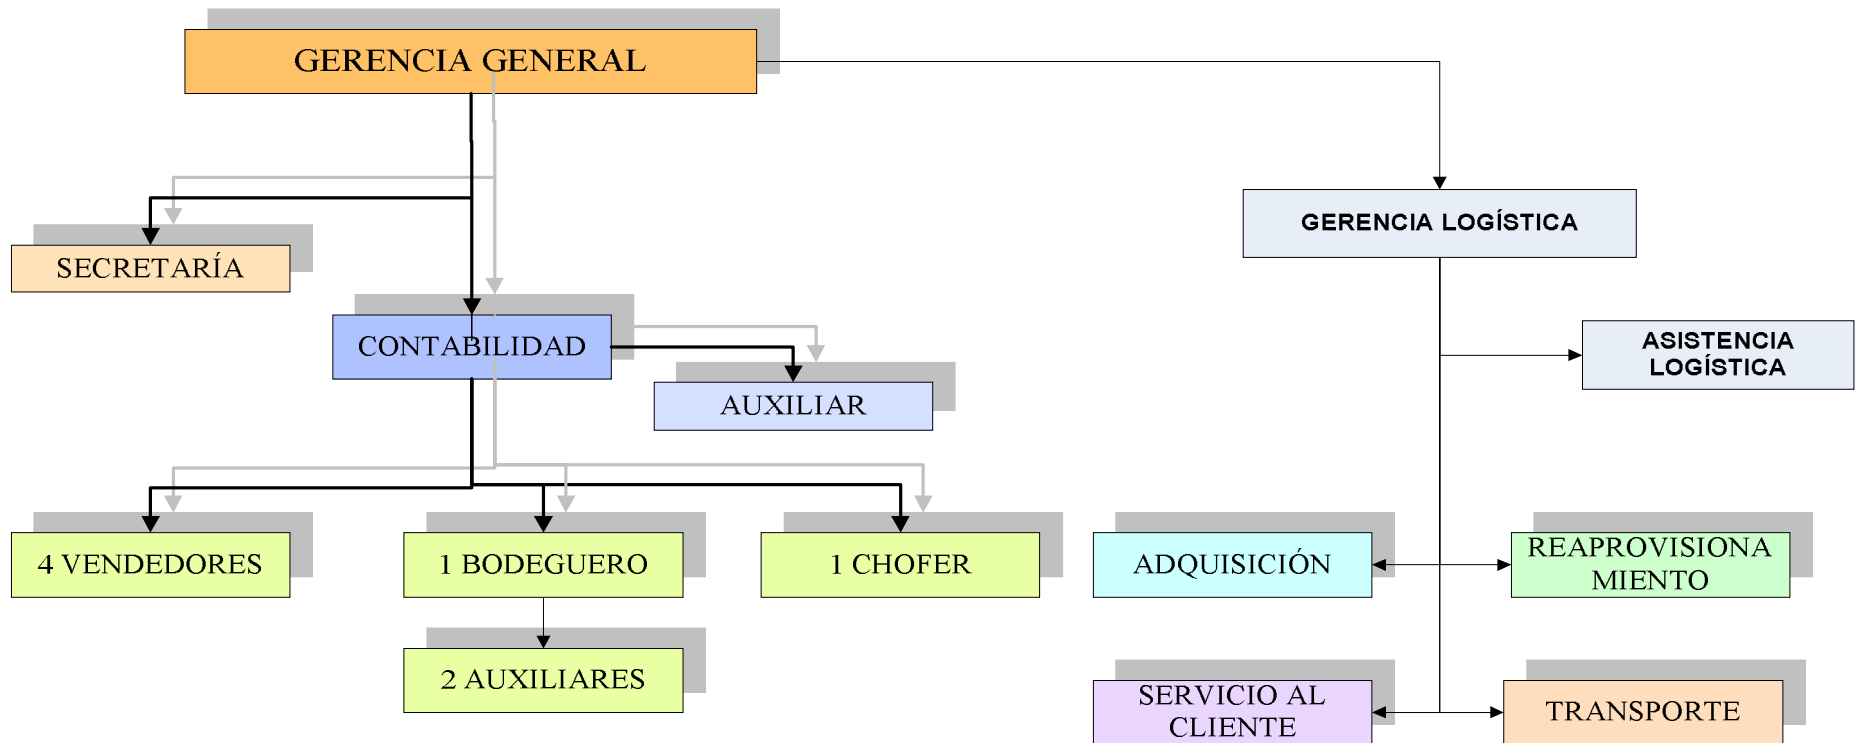 GERENCIA GENERAL
GERENCIA LOGÍSTICA
SECRETARÍA
CONTABILIDAD
ASISTENCIA
LOGÍSTICA
AUXILIAR
4 VENDEDORES
1 BODEGUERO
1 CHOFER
ADQUISICIÓN
REAPROVISIONA
MIENTO
2 AUXILIARES
SERVICIO AL
CLIENTE
TRANSPORTE